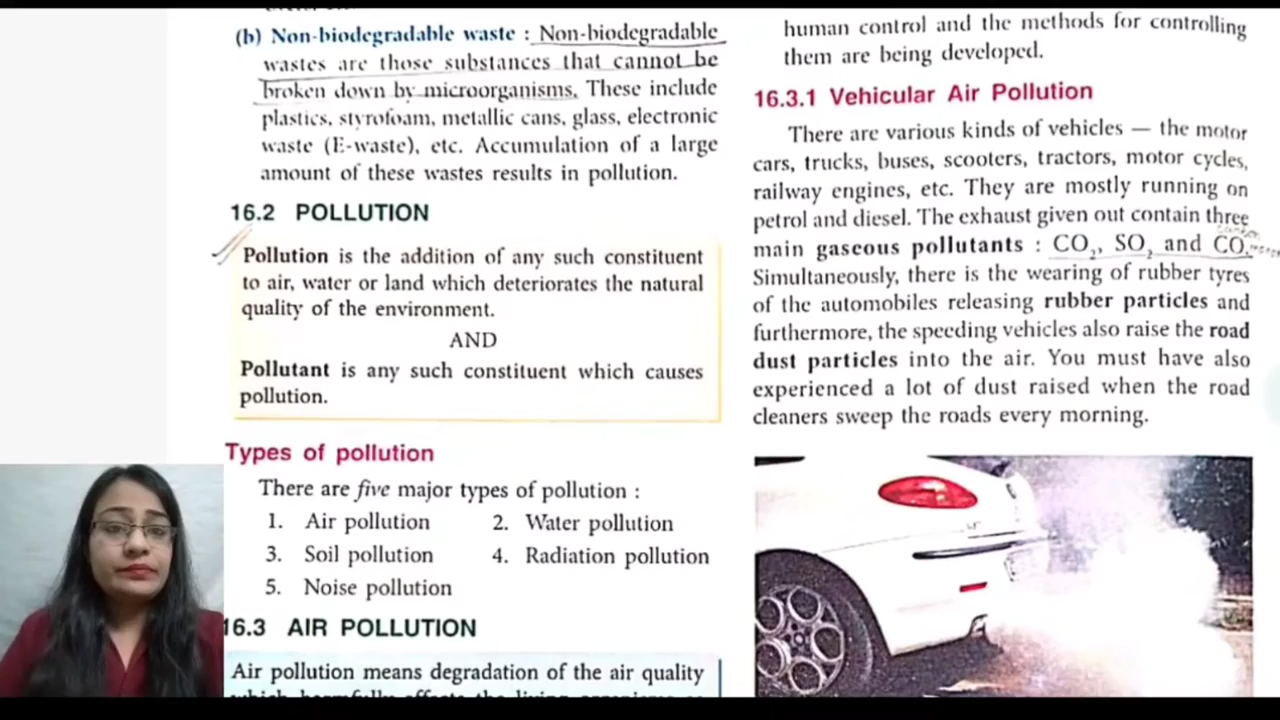 (b) Non-biodegradable waste : Non-biodegradable
wastes are those substances that cannot be
broken down by microorganisms. These include
plastics, styrofoam, metallic cans, glass, electronic
waste (E-waste), etc. Accumulation of a large
amount of these wastes results in pollution.
16.2 POLLUTION
Pollution is the addition of any such constituent
to air, water or land which deteriorates the natural
quality of the environment.
AND
Pollutant is any such constituent which causes
pollution.
Types of pollution
There are five major types of pollution :
1. Air pollution 2. Water pollution
3. Soil pollution 4. Radiation pollution
5. Noise pollution
16.3 AIR POLLUTION
Air pollution means degradation of the air quality
human control and the methods for controlling
them are being developed.
16.3.1 Vehicular Air Pollution
There are various kinds of vehicles — the motor
cars, trucks, buses, scooters, tractors, motor cycles,
railway engines, etc. They are mostly running on
petrol and diesel. The exhaust given out contain three
main gaseous pollutants : CO₂, SO₂ and CO.
Simultaneously, there is the wearing of rubber tyres
of the automobiles releasing rubber particles and
furthermore, the speeding vehicles also raise the road
dust particles into the air. You must have also
experienced a lot of dust raised when the road
cleaners sweep the roads every morning.